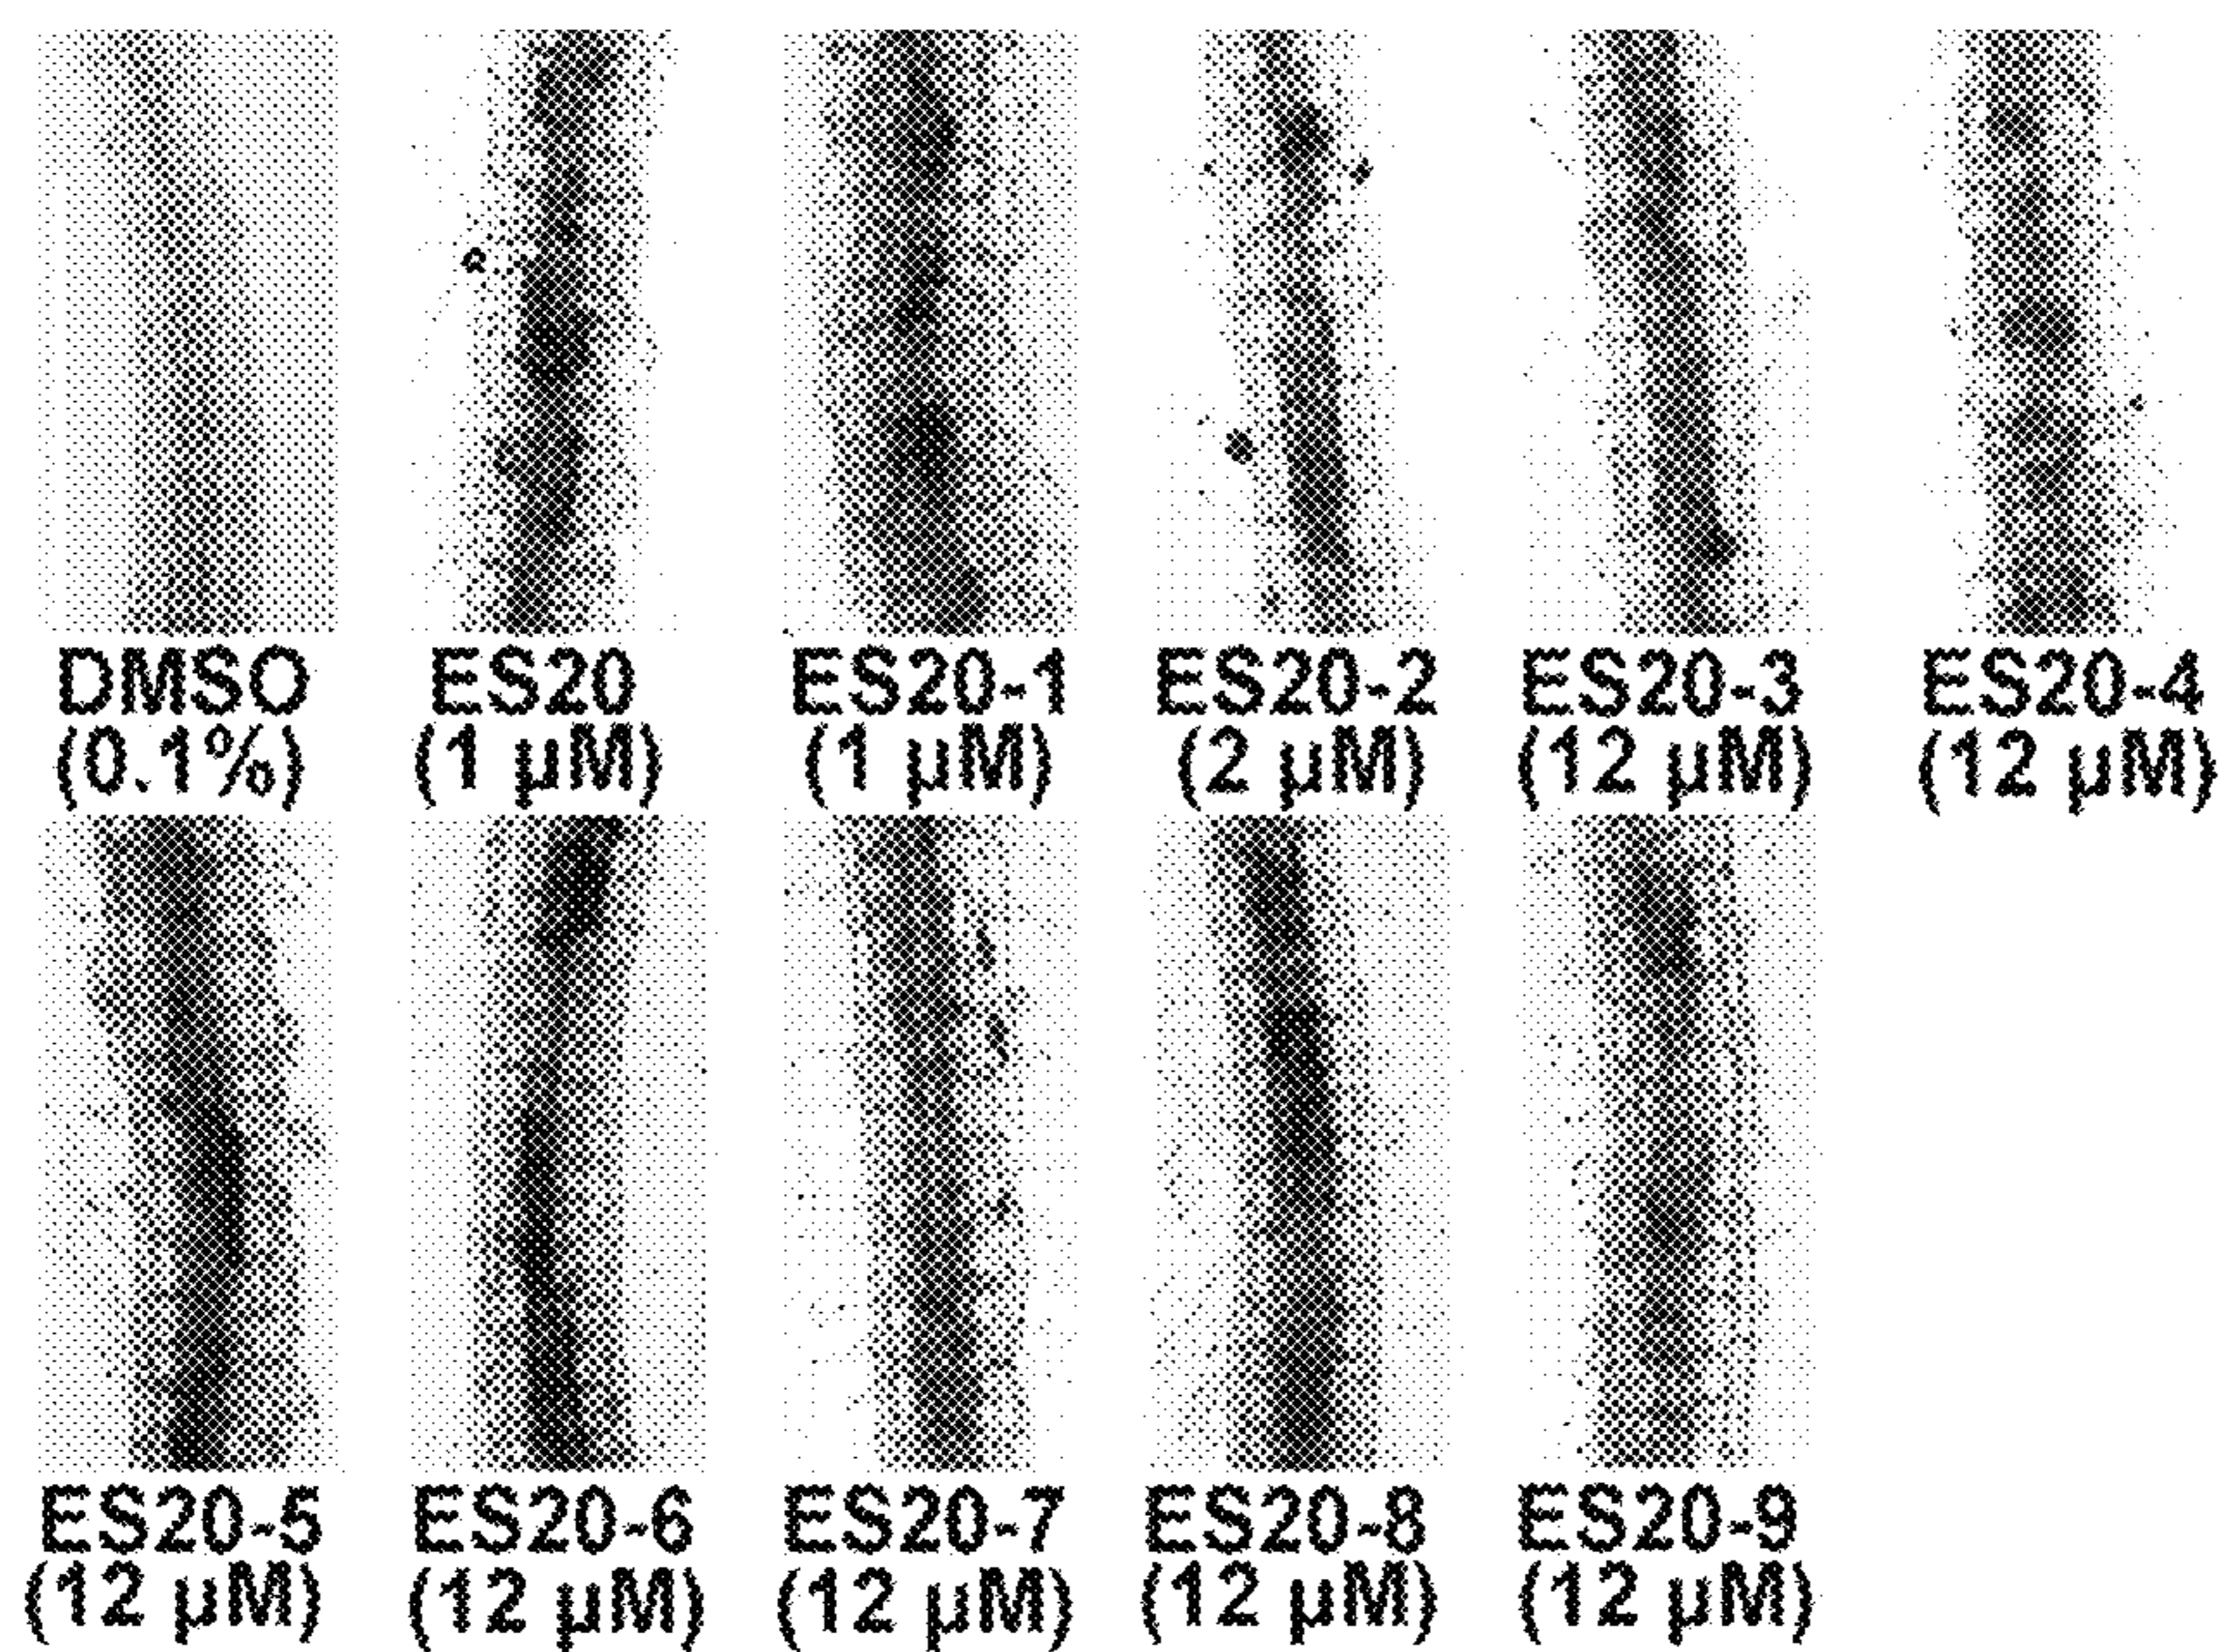 DMSO ES20 ES20-1 ES20-2 ES20-3 ES20-4
(0.1%) (1 µM) (1 µM) (2 µM) (12 µM) (12 µM)
ES20-5 ES20-6 ES20-7 ES20-8 ES20-9
(12 µM) (12 µM) (12 µM) (12 µM) (12 µM)